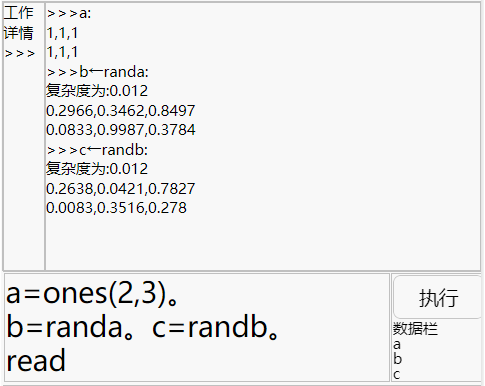 工作
详情
>>>
>>>a:
1,1,1
1,1,1
>>>b←randa:
复杂度为:0.012
0.2966,0.3462,0.8497
0.0833,0.9987,0.3784
>>>c←randb:
复杂度为:0.012
0.2638,0.0421,0.7827
0.0083,0.3516,0.278
a=ones(2,3)。
b=randa。c=randb。
read
执行
数据栏
a
b
c